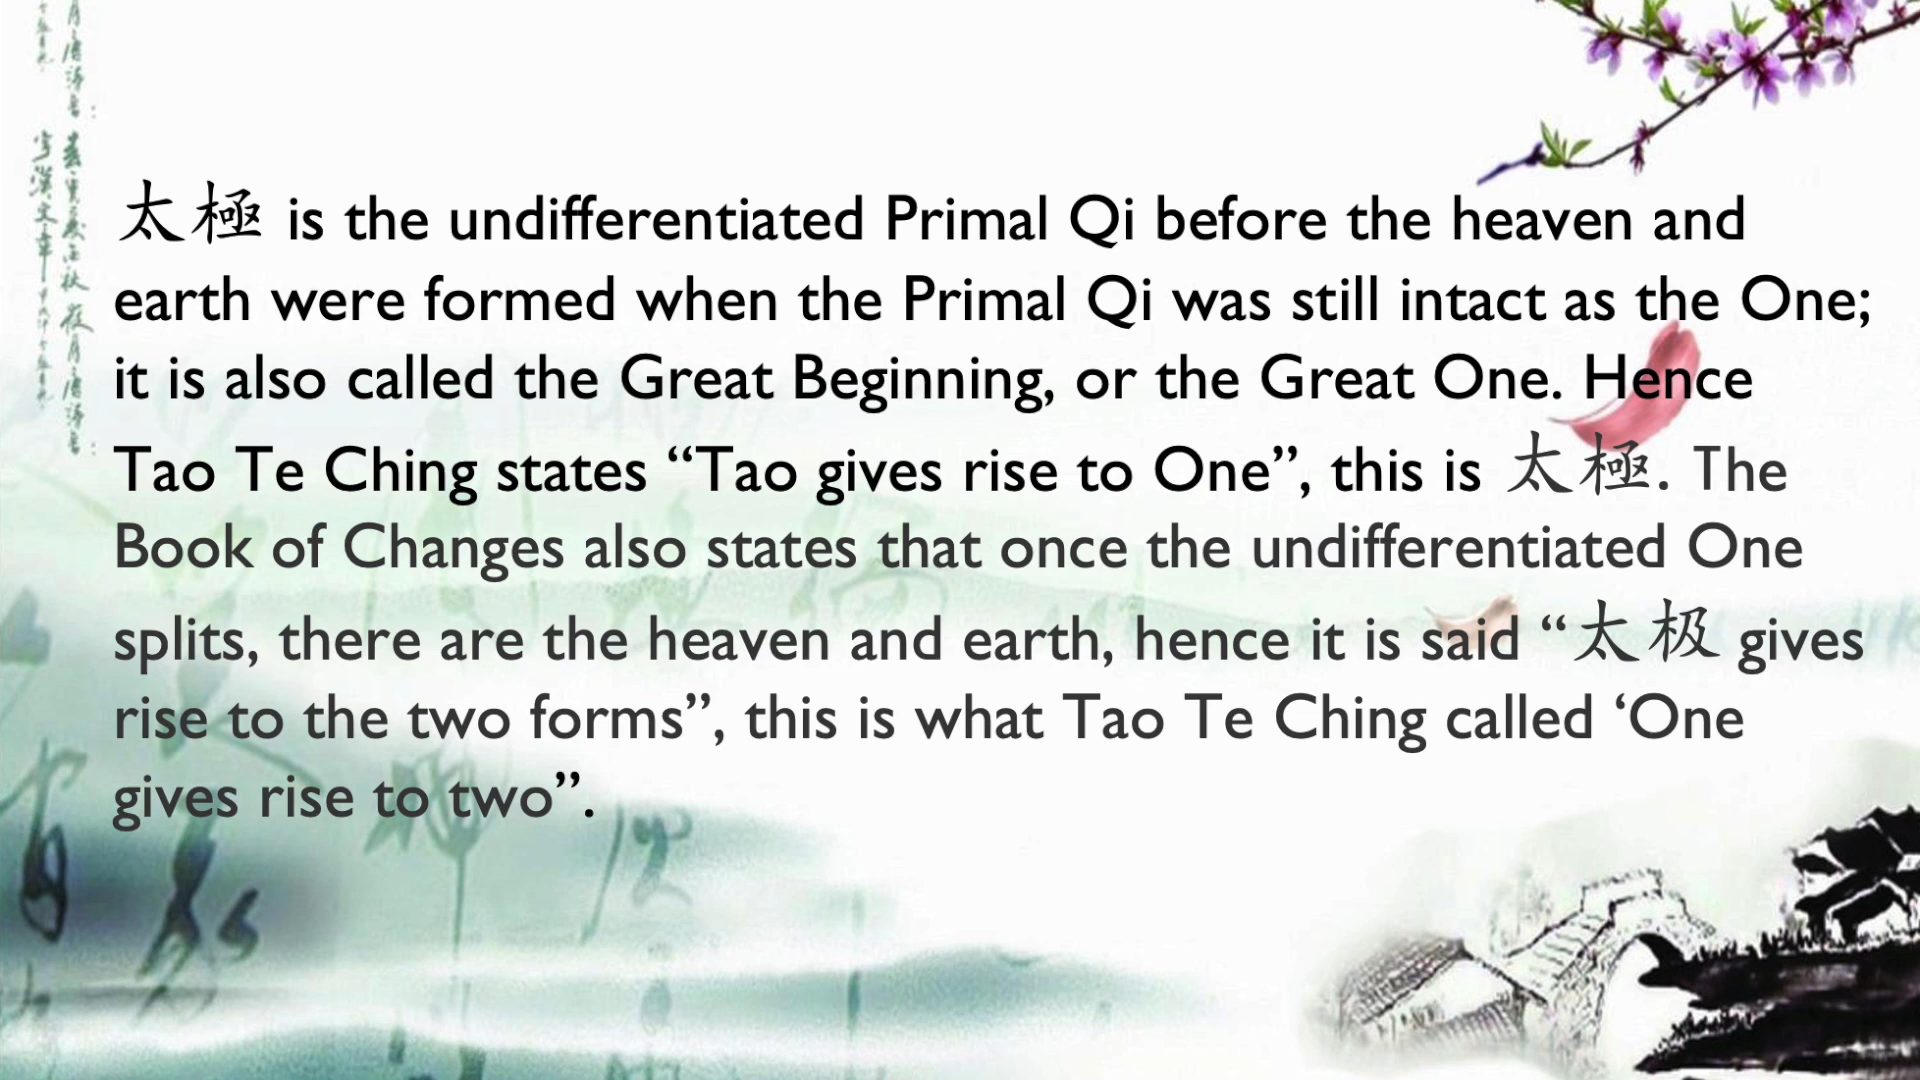 太極 is the undifferentiated Primal Qi before the heaven and
earth were formed when the Primal Qi was still intact as the One;
it is also called the Great Beginning, or the Great One. Hence
Tao Te Ching states “Tao gives rise to One”, this is 太極. The
Book of Changes also states that once the undifferentiated One
splits, there are the heaven and earth, hence it is said “太极 gives
rise to the two forms”, this is what Tao Te Ching called ‘One
gives rise to two”.